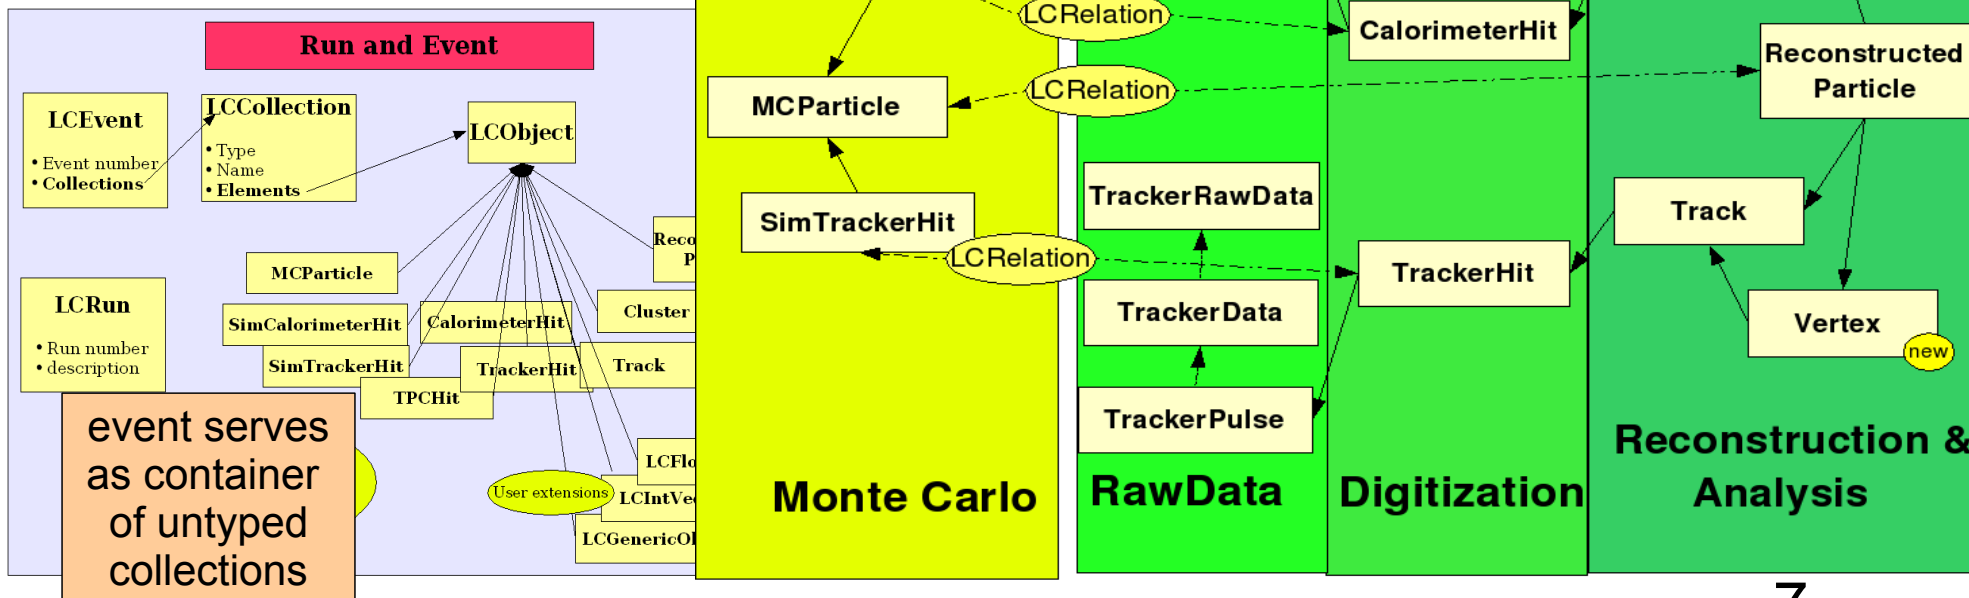 Run and Event
LCEvent
• Event number
• Collections
LCCollection
• Type
• Name
• Elements
LCObject
LCRun
• Run number
• description
MCParticle
SimCalorimeterHit
SimTrackerHit
TPCHit
CalorimeterHit
TrackerHit
Cluster
Track
User extensions
event serves
as container
of untyped
collections
LCRelation
MCParticle
LCRelation
SimTrackerHit
LCRelation
Monte Carlo
TrackerRawData
TrackerData
TrackerPulse
RawData
CalorimeterHit
TrackerHit
Digitization
Reconstructed
Particle
Track
Vertex
new
Reconstruction &
Analysis